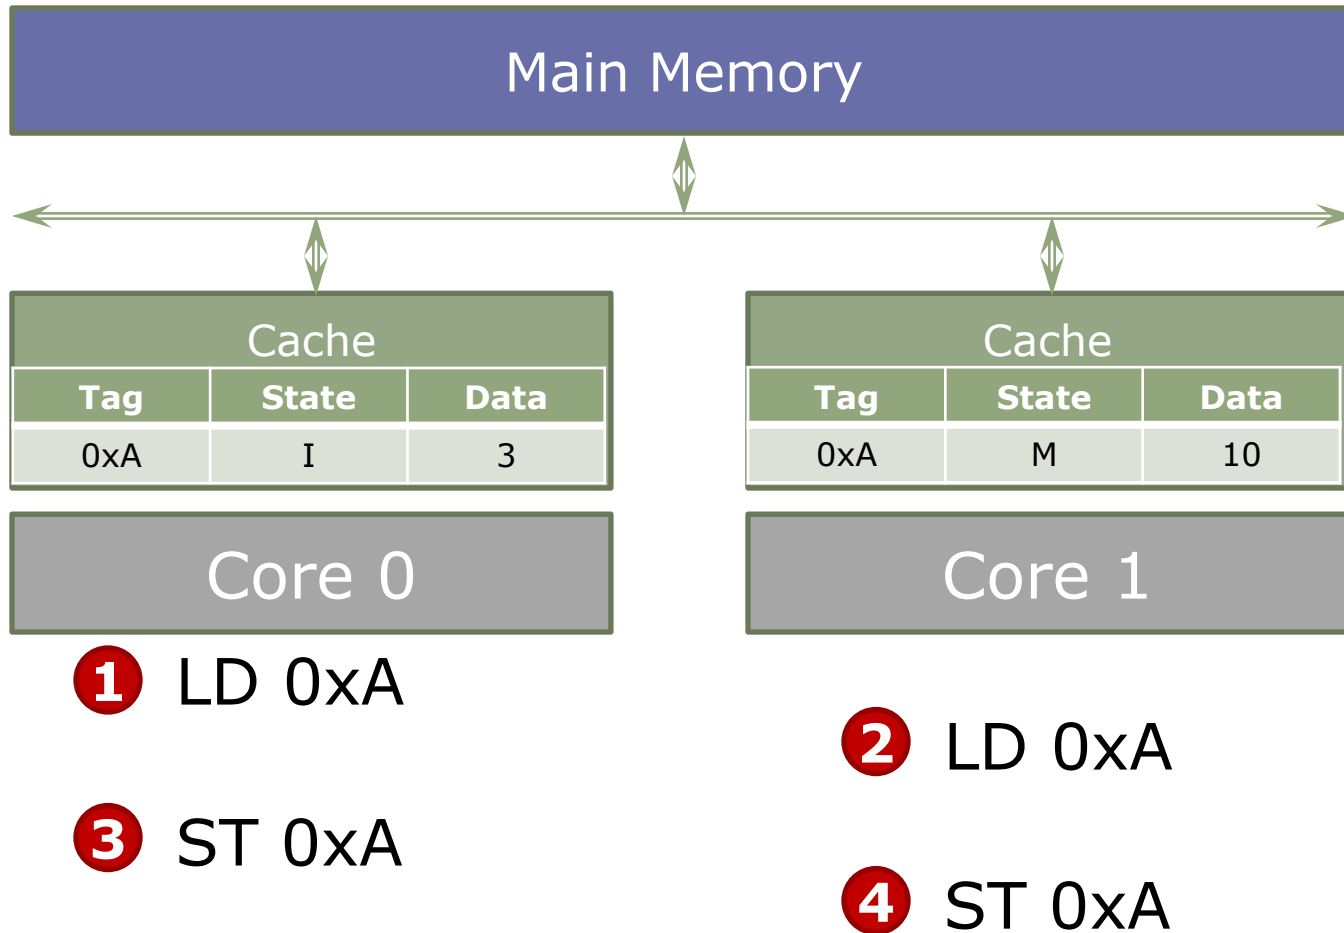 Main Memory
Cache
Tag State Data
0xA I 3
Core 0
Cache
Tag State Data
0xA M 10
Core 1
1 LD 0xA
2 LD 0xA
3 ST 0xA
4 ST 0xA